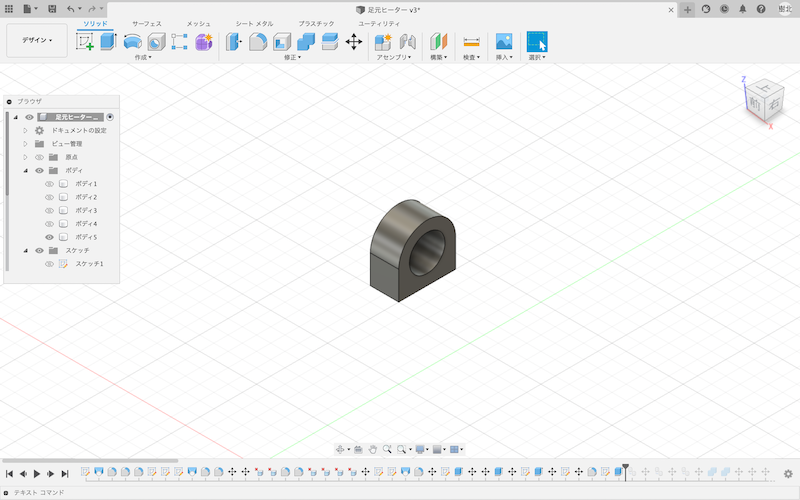 足元ヒーター v3*
樹北
デザイン
ソリッド
サーフェス
メッシュ
シート メタル
プラスチック
ユーティリティ
作成
修正
アセンブリ
構築
検査
挿入
選択
ブラウザ
足元ヒーター ...
ドキュメントの設定
ビュー管理
原点
ボディ
ボディ1
ボディ2
ボディ3
ボディ4
ボディ5
スケッチ
スケッチ1
Z
上
前
右
X
テキスト コマンド